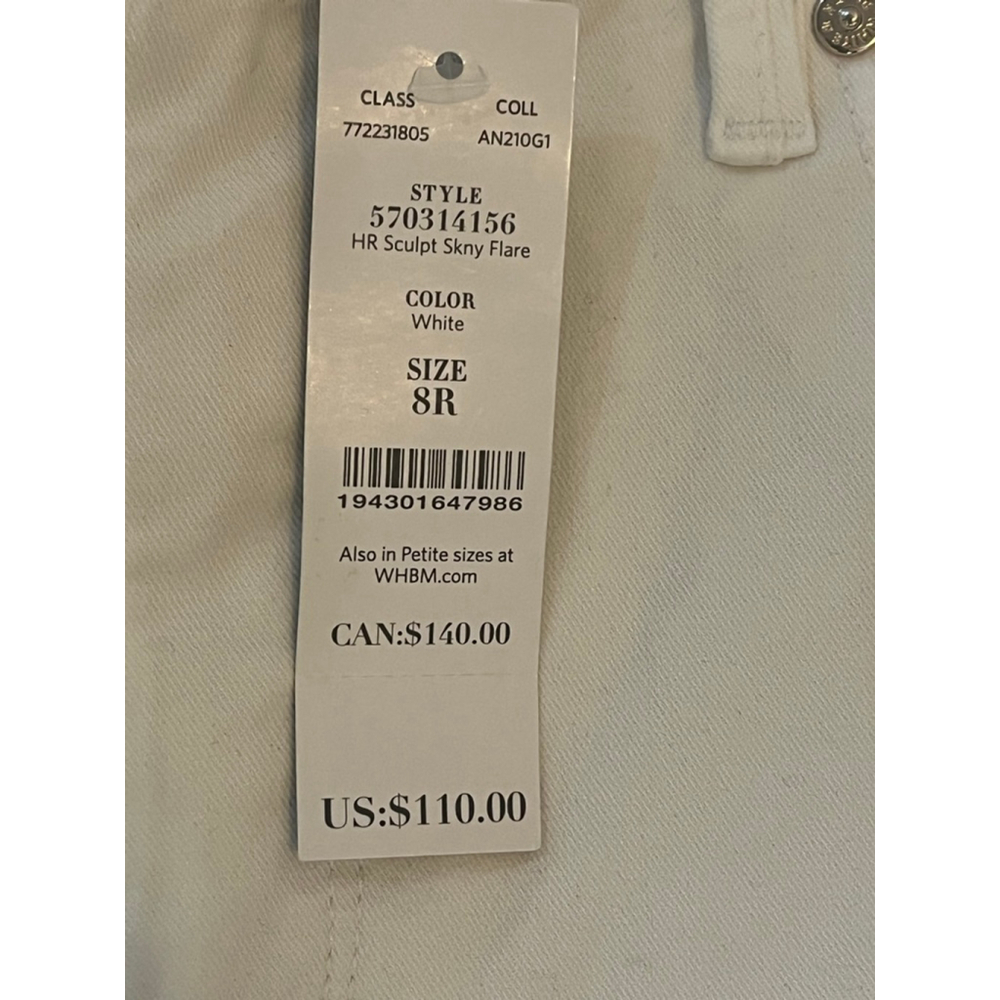 CLASS COLL
772231805 AN210G1
STYLE
570314156
HR Sculpt Skny Flare
COLOR
White
SIZE
8R
194301647986
Also in Petite sizes at
WHBM.com
CAN:$140.00
US:$110.00